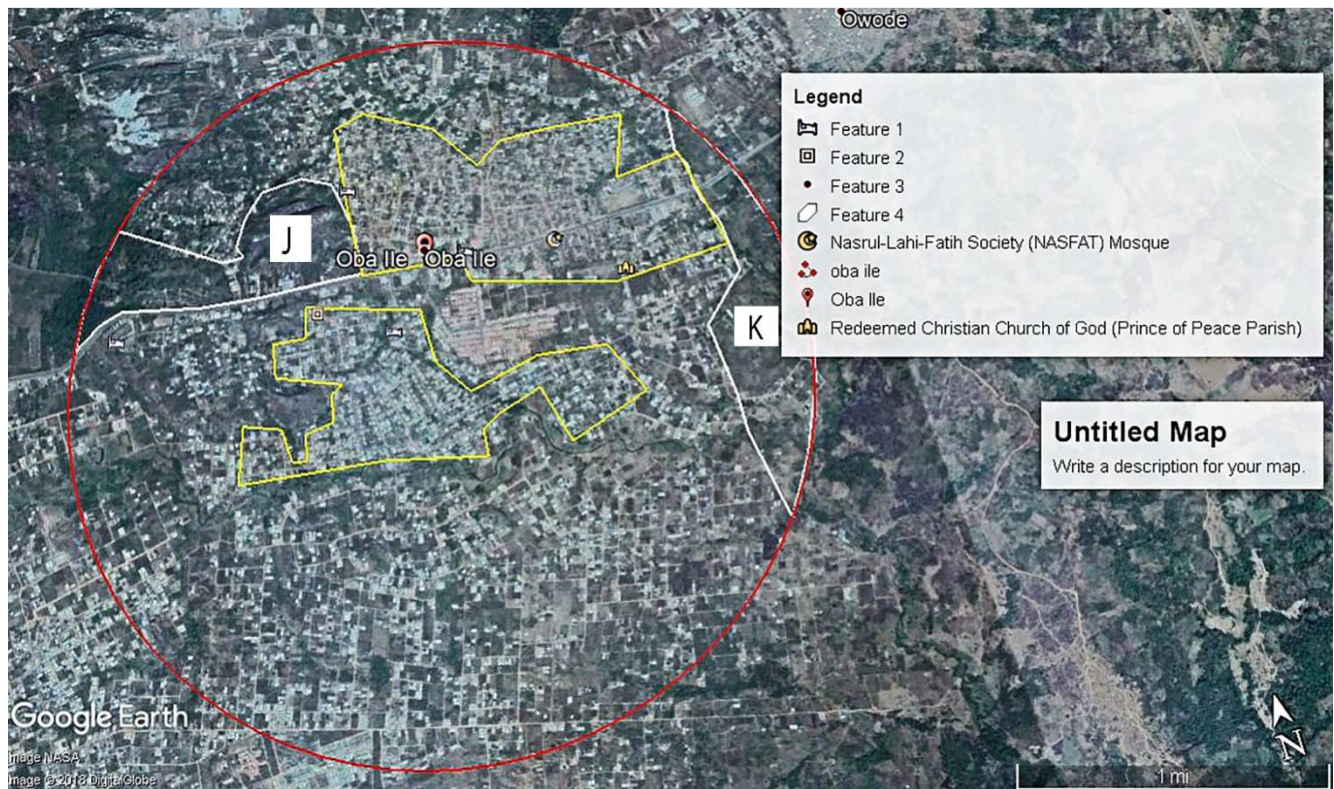 Owode
Legend
Feature 1
Feature 2
Feature 3
Feature 4
Nasrul-Lahi-Fatih Society (NASFAT) Mosque
oba ile
Oba Ile
Redeemed Christian Church of God (Prince of Peace Parish)
J
Oba Ile
Oba Ile
K
Untitled Map
Write a description for your map.
Google Earth
mage NASA
mage © 2018 DigitalGlobe
N
1 mi